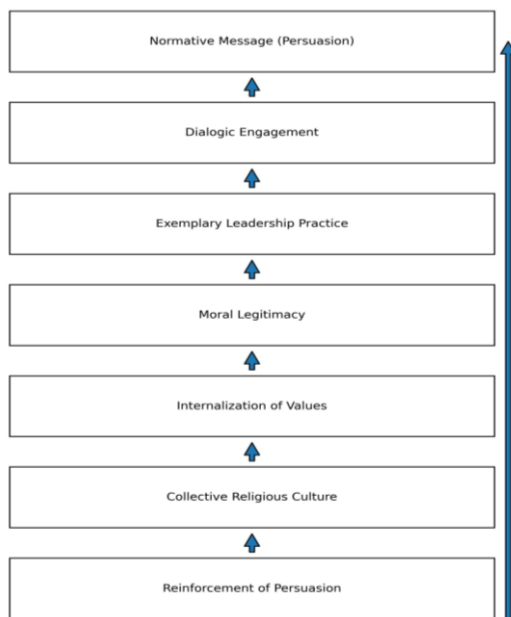 Normative Message (Persuasion)
Dialogic Engagement
Exemplary Leadership Practice
Moral Legitimacy
Internalization of Values
Collective Religious Culture
Reinforcement of Persuasion